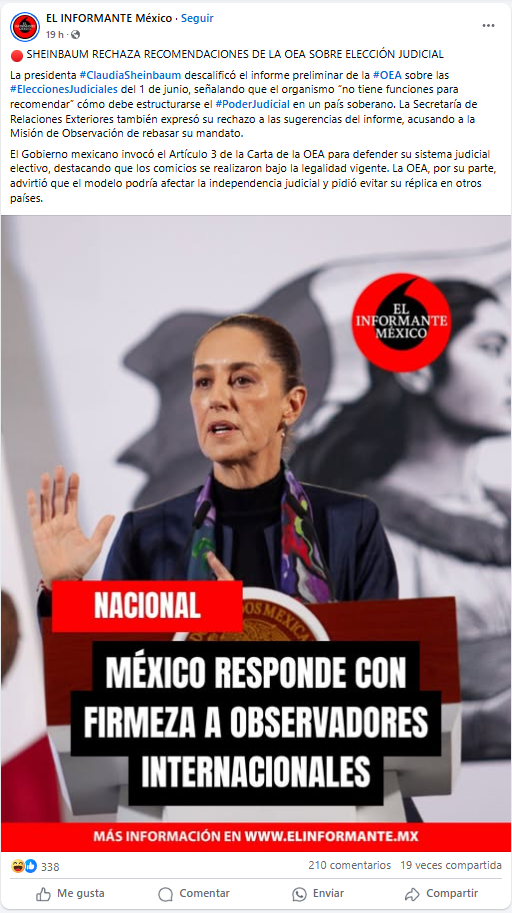 EL INFORMANTE México · Seguir
19 h ·
SHEINBAUM RECHAZA RECOMENDACIONES DE LA OEA SOBRE ELECCIÓN JUDICIAL
La presidenta #ClaudiaSheinbaum descalificó el informe preliminar de la #OEA sobre las
#EleccionesJudiciales del 1 de junio, señalando que el organismo "no tiene funciones para
recomendar" cómo debe estructurarse el #PoderJudicial en un país soberano. La Secretaría de
Relaciones Exteriores también expresó su rechazo a las sugerencias del informe, acusando a la
Misión de Observación de rebasar su mandato.
El Gobierno mexicano invocó el Artículo 3 de la Carta de la OEA para defender su sistema judicial
electivo, destacando que los comicios se realizaron bajo la legalidad vigente. La OEA, por su parte,
advirtió que el modelo podría afectar la independencia judicial y pidió evitar su réplica en otros
países.
EL
INFORMANTE
MÉXICO
NACIONAL
MÉXICO RESPONDE CON
FIRMEZA A OBSERVADORES
INTERNACIONALES
MÁS INFORMACIÓN EN WWW.ELINFORMANTE.MX
338
210 comentarios 19 veces compartida
Me gusta Comentar Enviar Compartir